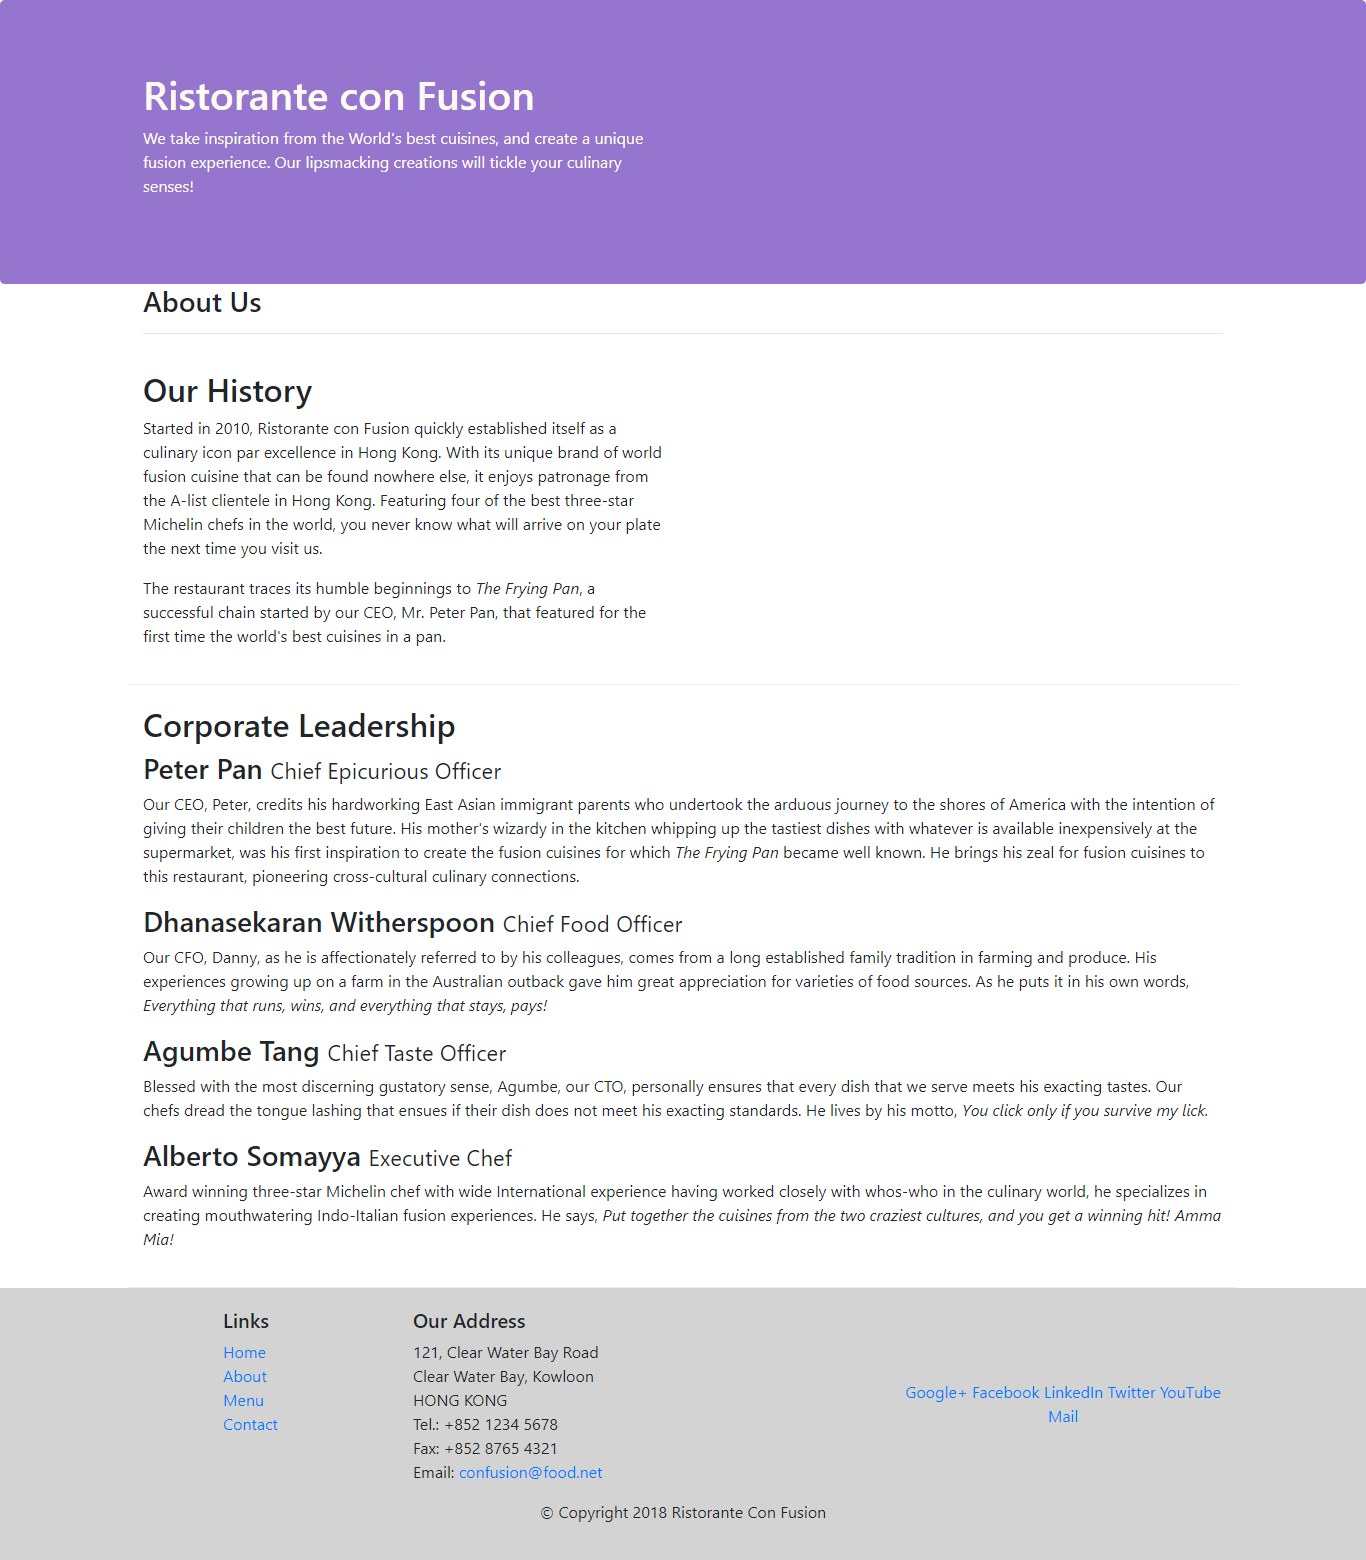 Ristorante con Fusion
We take inspiration from the World's best cuisines, and create a unique
fusion experience. Our lipsmacking creations will tickle your culinary
senses!
About Us
Our History
Started in 2010, Ristorante con Fusion quickly established itself as a
culinary icon par excellence in Hong Kong. With its unique brand of world
fusion cuisine that can be found nowhere else, it enjoys patronage from
the A-list clientele in Hong Kong. Featuring four of the best three-star
Michelin chefs in the world, you never know what will arrive on your plate
the next time you visit us.
The restaurant traces its humble beginnings to The Frying Pan, a
successful chain started by our CEO, Mr. Peter Pan, that featured for the
first time the world's best cuisines in a pan.
Corporate Leadership
Peter Pan Chief Epicurious Officer
Our CEO, Peter, credits his hardworking East Asian immigrant parents who undertook the arduous journey to the shores of America with the intention of
giving their children the best future. His mother's wizardy in the kitchen whipping up the tastiest dishes with whatever is available inexpensively at the
supermarket, was his first inspiration to create the fusion cuisines for which The Frying Pan became well known. He brings his zeal for fusion cuisines to
this restaurant, pioneering cross-cultural culinary connections.
Dhanasekaran Witherspoon Chief Food Officer
Our CFO, Danny, as he is affectionately referred to by his colleagues, comes from a long established family tradition in farming and produce. His
experiences growing up on a farm in the Australian outback gave him great appreciation for varieties of food sources. As he puts it in his own words,
Everything that runs, wins, and everything that stays, pays!
Agumbe Tang Chief Taste Officer
Blessed with the most discerning gustatory sense, Agumbe, our CTO, personally ensures that every dish that we serve meets his exacting tastes. Our
chefs dread the tongue lashing that ensues if their dish does not meet his exacting standards. He lives by his motto, You click only if you survive my lick.
Alberto Somayya Executive Chef
Award winning three-star Michelin chef with wide International experience having worked closely with whos-who in the culinary world, he specializes in
creating mouthwatering Indo-Italian fusion experiences. He says, Put together the cuisines from the two craziest cultures, and you get a winning hit! Amma
Mia!
Links
Home
About
Menu
Contact
Our Address
121, Clear Water Bay Road
Clear Water Bay, Kowloon
HONG KONG
Tel.: +852 1234 5678
Fax: +852 8765 4321
Email: confusion@food.net
Google+ Facebook LinkedIn Twitter YouTube
Mail
© Copyright 2018 Ristorante Con Fusion